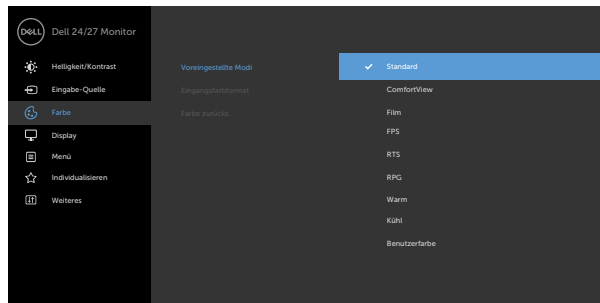 DELL
Dell 24/27 Monitor
Helligkeit/Kontrast
Eingabe-Quelle
Farbe
Display
Menü
Individualisieren
Weiteres
Voreingestellte Modi
Eingangsfarbformat
Farbe zurücks.
Standard
ComfortView
Film
FPS
RTS
RPG
Warm
Kühl
Benutzerfarbe